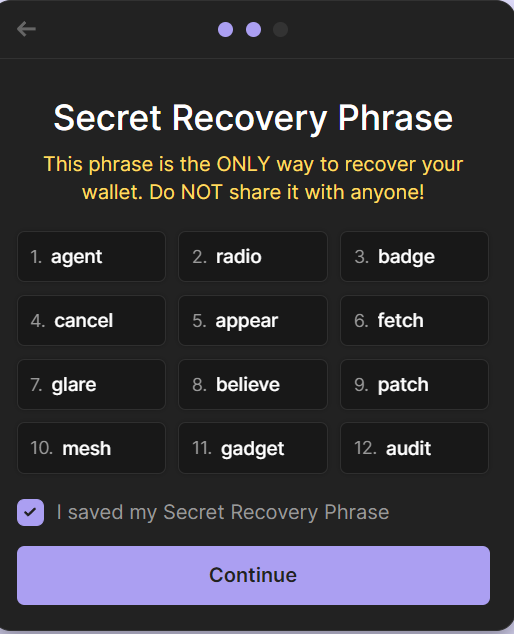 Secret Recovery Phrase
This phrase is the ONLY way to recover your
wallet. Do NOT share it with anyone!
1. agent 2. radio 3. badge
4. cancel 5. appear 6. fetch
7. glare 8. believe 9. patch
10. mesh 11. gadget 12. audit
I saved my Secret Recovery Phrase
Continue